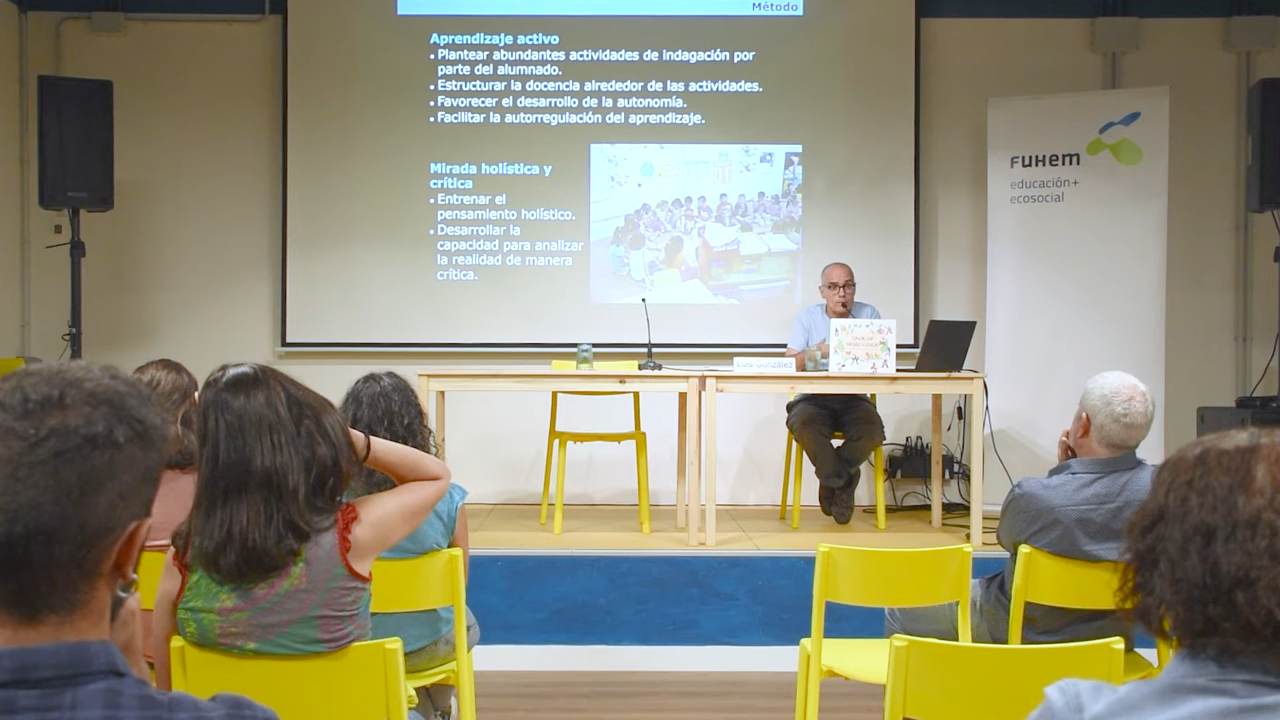 Método
Aprendizaje activo
• Plantear abundantes actividades de indagación por
parte del alumnado.
• Estructurar la docencia alrededor de las actividades.
• Favorecer el desarrollo de la autonomía.
• Facilitar la autorregulación del aprendizaje.
Mirada holística y
crítica
• Entrenar el
pensamiento holístico.
• Desarrollar la
capacidad para analizar
la realidad de manera
crítica.
FUHem
educación+
ecosocial
Luis González